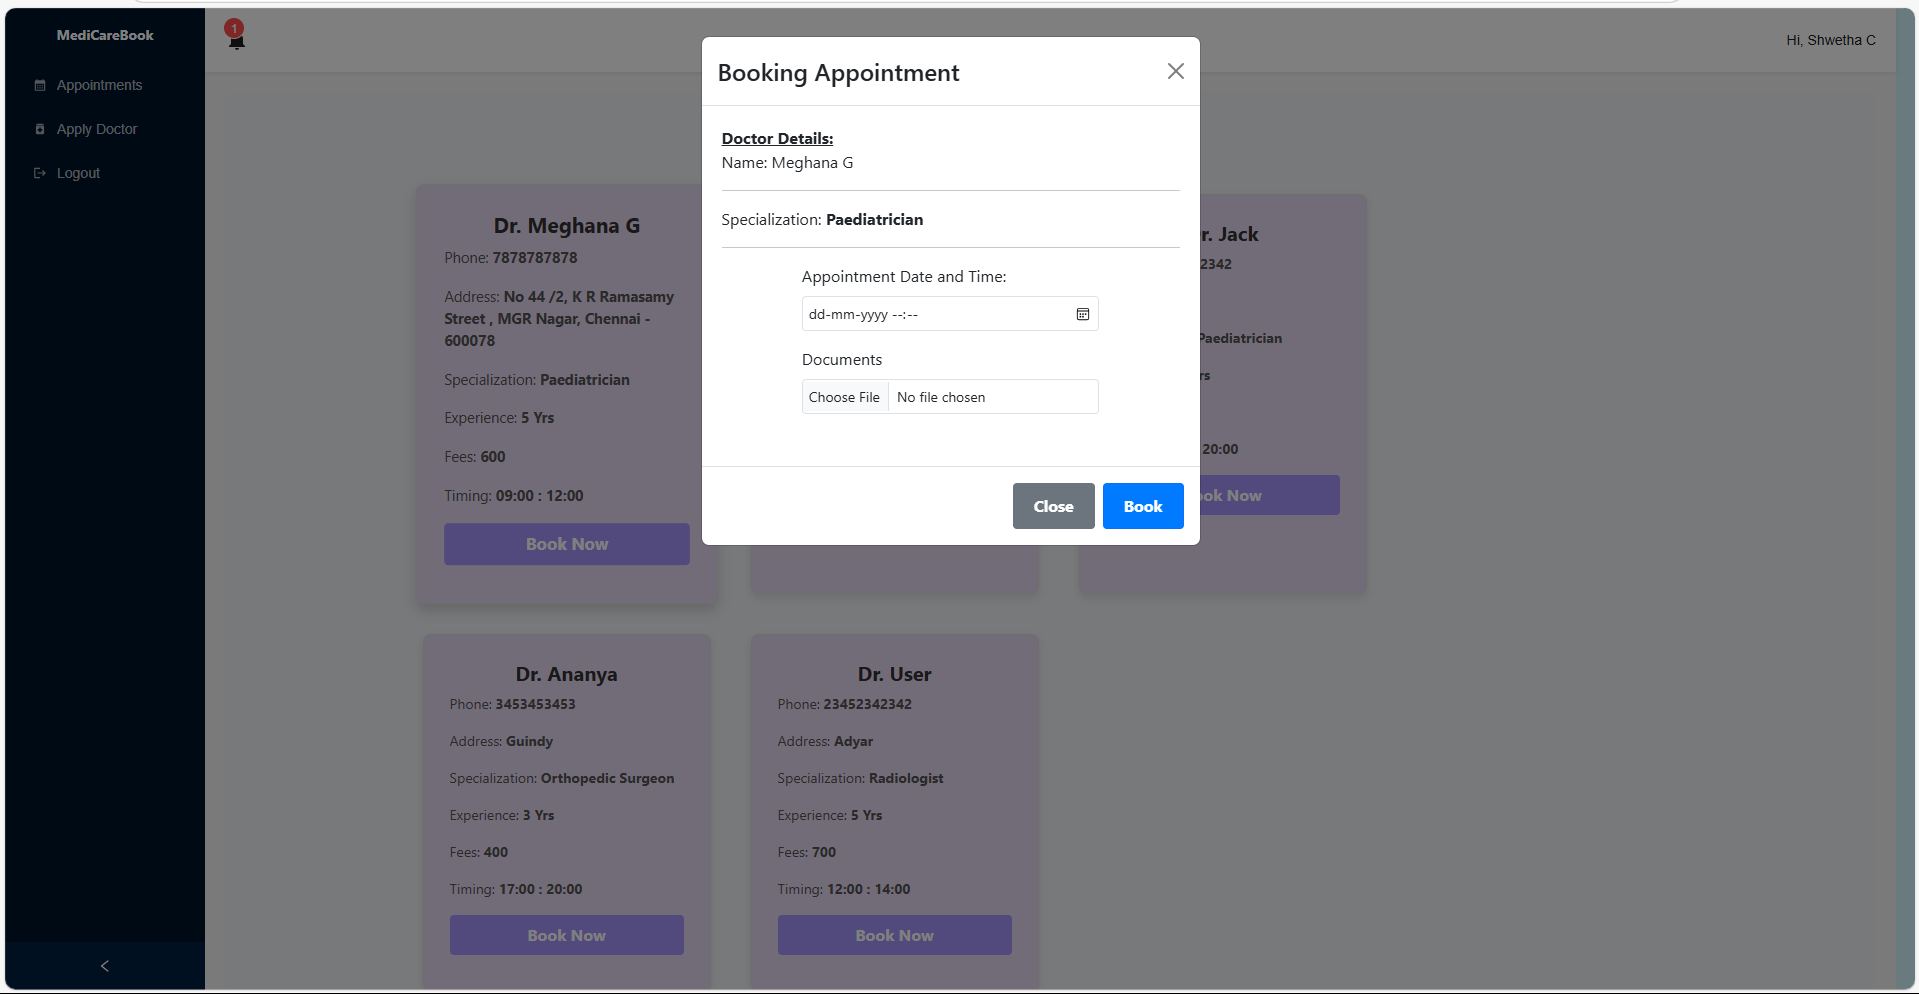 MediCareBook
Appointments
Apply Doctor
Logout
1
Hi, Shwetha C
Booking Appointment
Doctor Details:
Name: Meghana G
Specialization: Paediatrician
Appointment Date and Time:
dd-mm-yyyy --:--
Documents
Choose File No file chosen
Close Book
Dr. Meghana G
Phone: 7878787878
Address: No 44 /2, K R Ramasamy
Street , MGR Nagar, Chennai -
600078
Specialization: Paediatrician
Experience: 5 Yrs
Fees: 600
Timing: 09:00 : 12:00
Book Now
r. Jack
2342
Paediatrician
rs
20:00
ok Now
Dr. Ananya
Phone: 3453453453
Address: Guindy
Specialization: Orthopedic Surgeon
Experience: 3 Yrs
Fees: 400
Timing: 17:00 : 20:00
Book Now
Dr. User
Phone: 23452342342
Address: Adyar
Specialization: Radiologist
Experience: 5 Yrs
Fees: 700
Timing: 12:00 : 14:00
Book Now